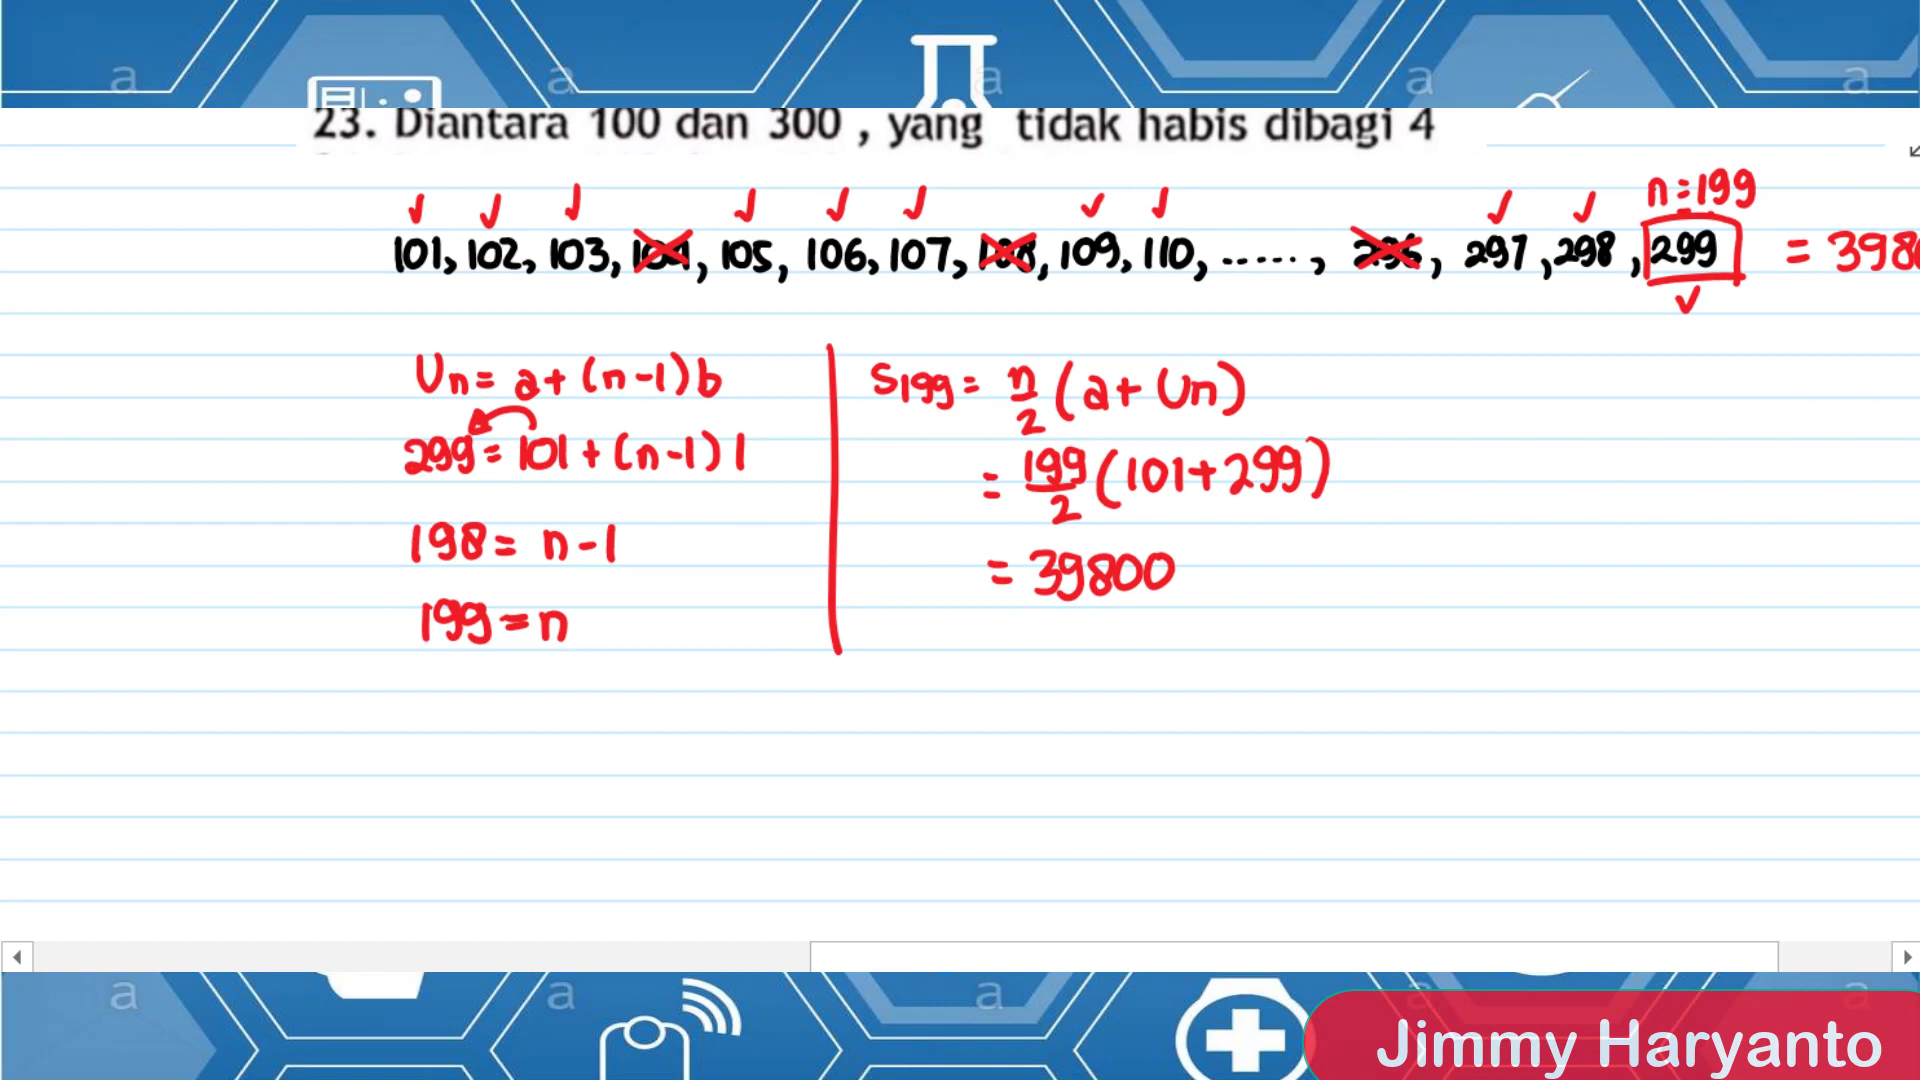 23. Diantara 100 dan 300 , yang tidak habis dibagi 4
n = 199
101, 102, 103, 104, 105, 106, 107, 108, 109, 110, ......, 296, 297, 298, 299 = 3980
Un = a + (n-1) b
299 = 101 + (n-1) 1
198 = n - 1
199 = n
S199 = n/2 (a + Un)
= 199/2 (101 + 299)
= 39800
a a a a a
a a a a a
Jimmy Haryanto